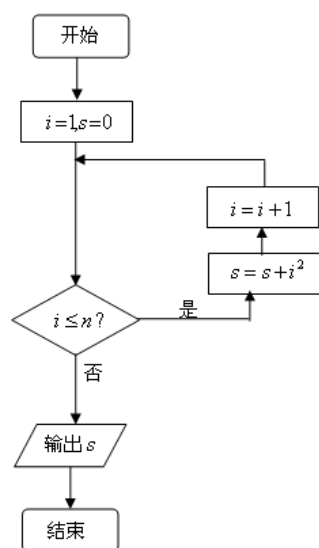 开始
i=1,s=0
i=i+1
s=s+i²
i≤n?
是
否
输出s
结束